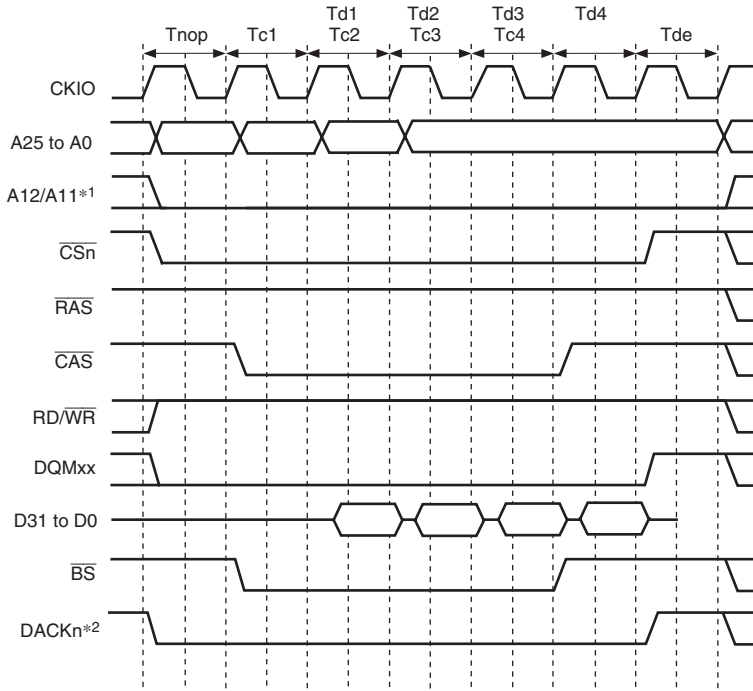 Td1 Td2 Td3 Td4
Tnop Tc1 Tc2 Tc3 Tc4 Tde
CKIO
A25 to A0
A12/A11*1
CSn
RAS
CAS
RD/WR
DQMxx
D31 to D0
BS
DACKn*2